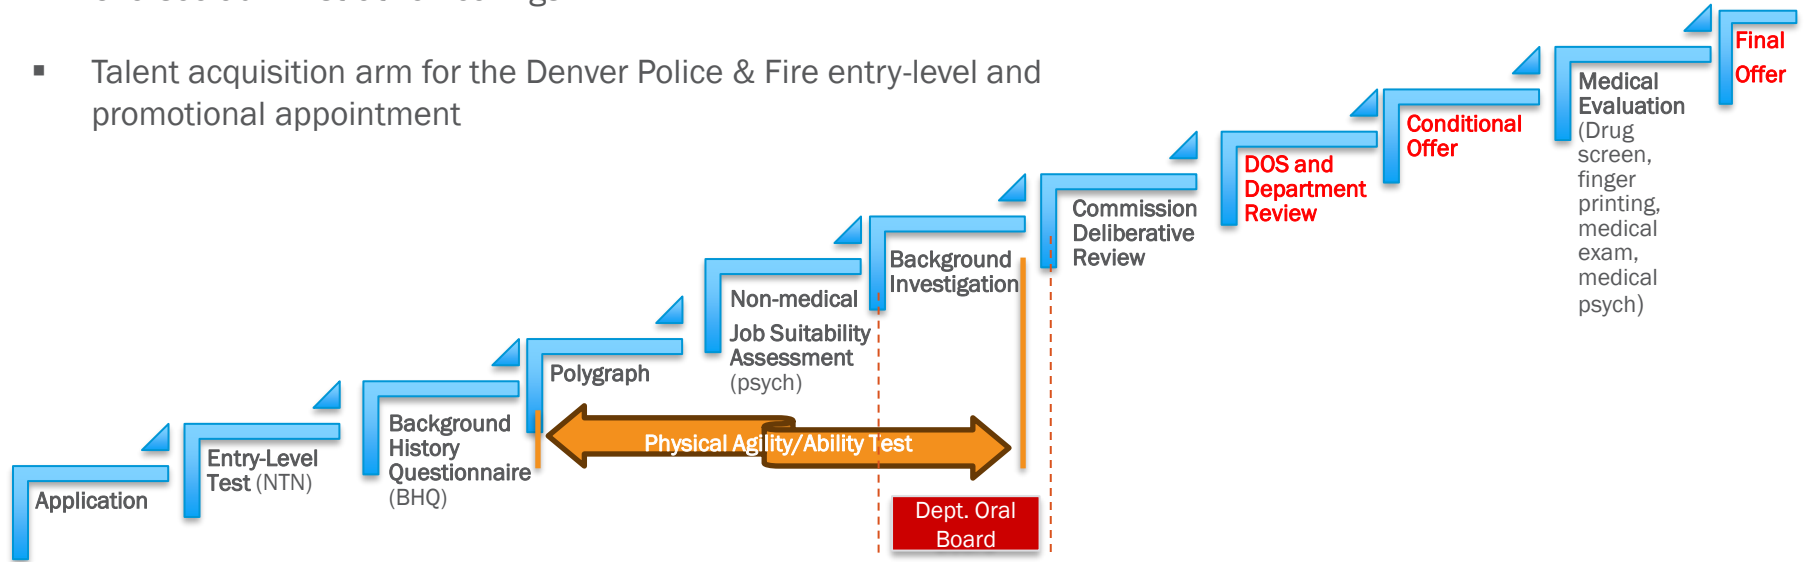 Talent acquisition arm for the Denver Police & Fire entry-level and
promotional appointment
Application
Entry-Level
Test (NTN)
Background
History
Questionnaire
(BHQ)
Polygraph
Non-medical
Job Suitability
Assessment
(psych)
Background
Investigation
Physical Agility/Ability Test
Dept. Oral
Board
Commission
Deliberative
Review
DOS and
Department
Review
Conditional
Offer
Medical
Evaluation
(Drug
screen,
finger
printing,
medical
exam,
medical
psych)
Final
Offer